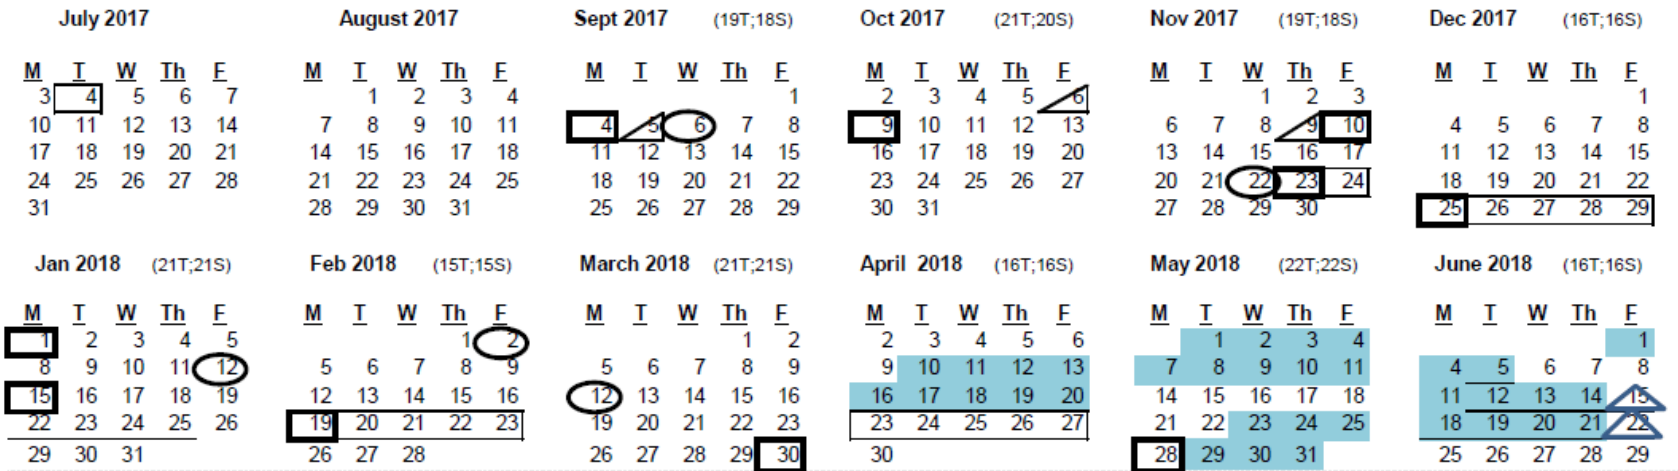 July 2017
M T W Th F
3 4 5 6 7
10 11 12 13 14
17 18 19 20 21
24 25 26 27 28
31
August 2017
M T W Th F
1 2 3 4
7 8 9 10 11
14 15 16 17 18
21 22 23 24 25
28 29 30 31
Sept 2017 (19T;18S)
M T W Th F
1
4 5 6 7 8
11 12 13 14 15
18 19 20 21 22
25 26 27 28 29
Oct 2017 (21T;20S)
M T W Th F
2 3 4 5 6
9 10 11 12 13
16 17 18 19 20
23 24 25 26 27
30 31
Nov 2017 (19T;18S)
M T W Th F
1 2 3
6 7 8 9 10
13 14 15 16 17
20 21 22 23 24
27 28 29 30
Dec 2017 (16T;16S)
M T W Th F
1
4 5 6 7 8
11 12 13 14 15
18 19 20 21 22
25 26 27 28 29
Jan 2018 (21T;21S)
M T W Th F
1 2 3 4 5
8 9 10 11 12
15 16 17 18 19
22 23 24 25 26
29 30 31
Feb 2018 (15T;15S)
M T W Th F
1 2
5 6 7 8 9
12 13 14 15 16
19 20 21 22 23
26 27 28
March 2018 (21T;21S)
M T W Th F
1 2
5 6 7 8 9
12 13 14 15 16
19 20 21 22 23
26 27 28 29 30
April 2018 (16T;16S)
M T W Th F
2 3 4 5 6
9 10 11 12 13
16 17 18 19 20
23 24 25 26 27
30
May 2018 (22T;22S)
M T W Th F
1 2 3 4
7 8 9 10 11
14 15 16 17 18
21 22 23 24 25
28 29 30 31
June 2018 (16T;16S)
M T W Th F
1
4 5 6 7 8
11 12 13 14 15
18 19 20 21 22
25 26 27 28 29